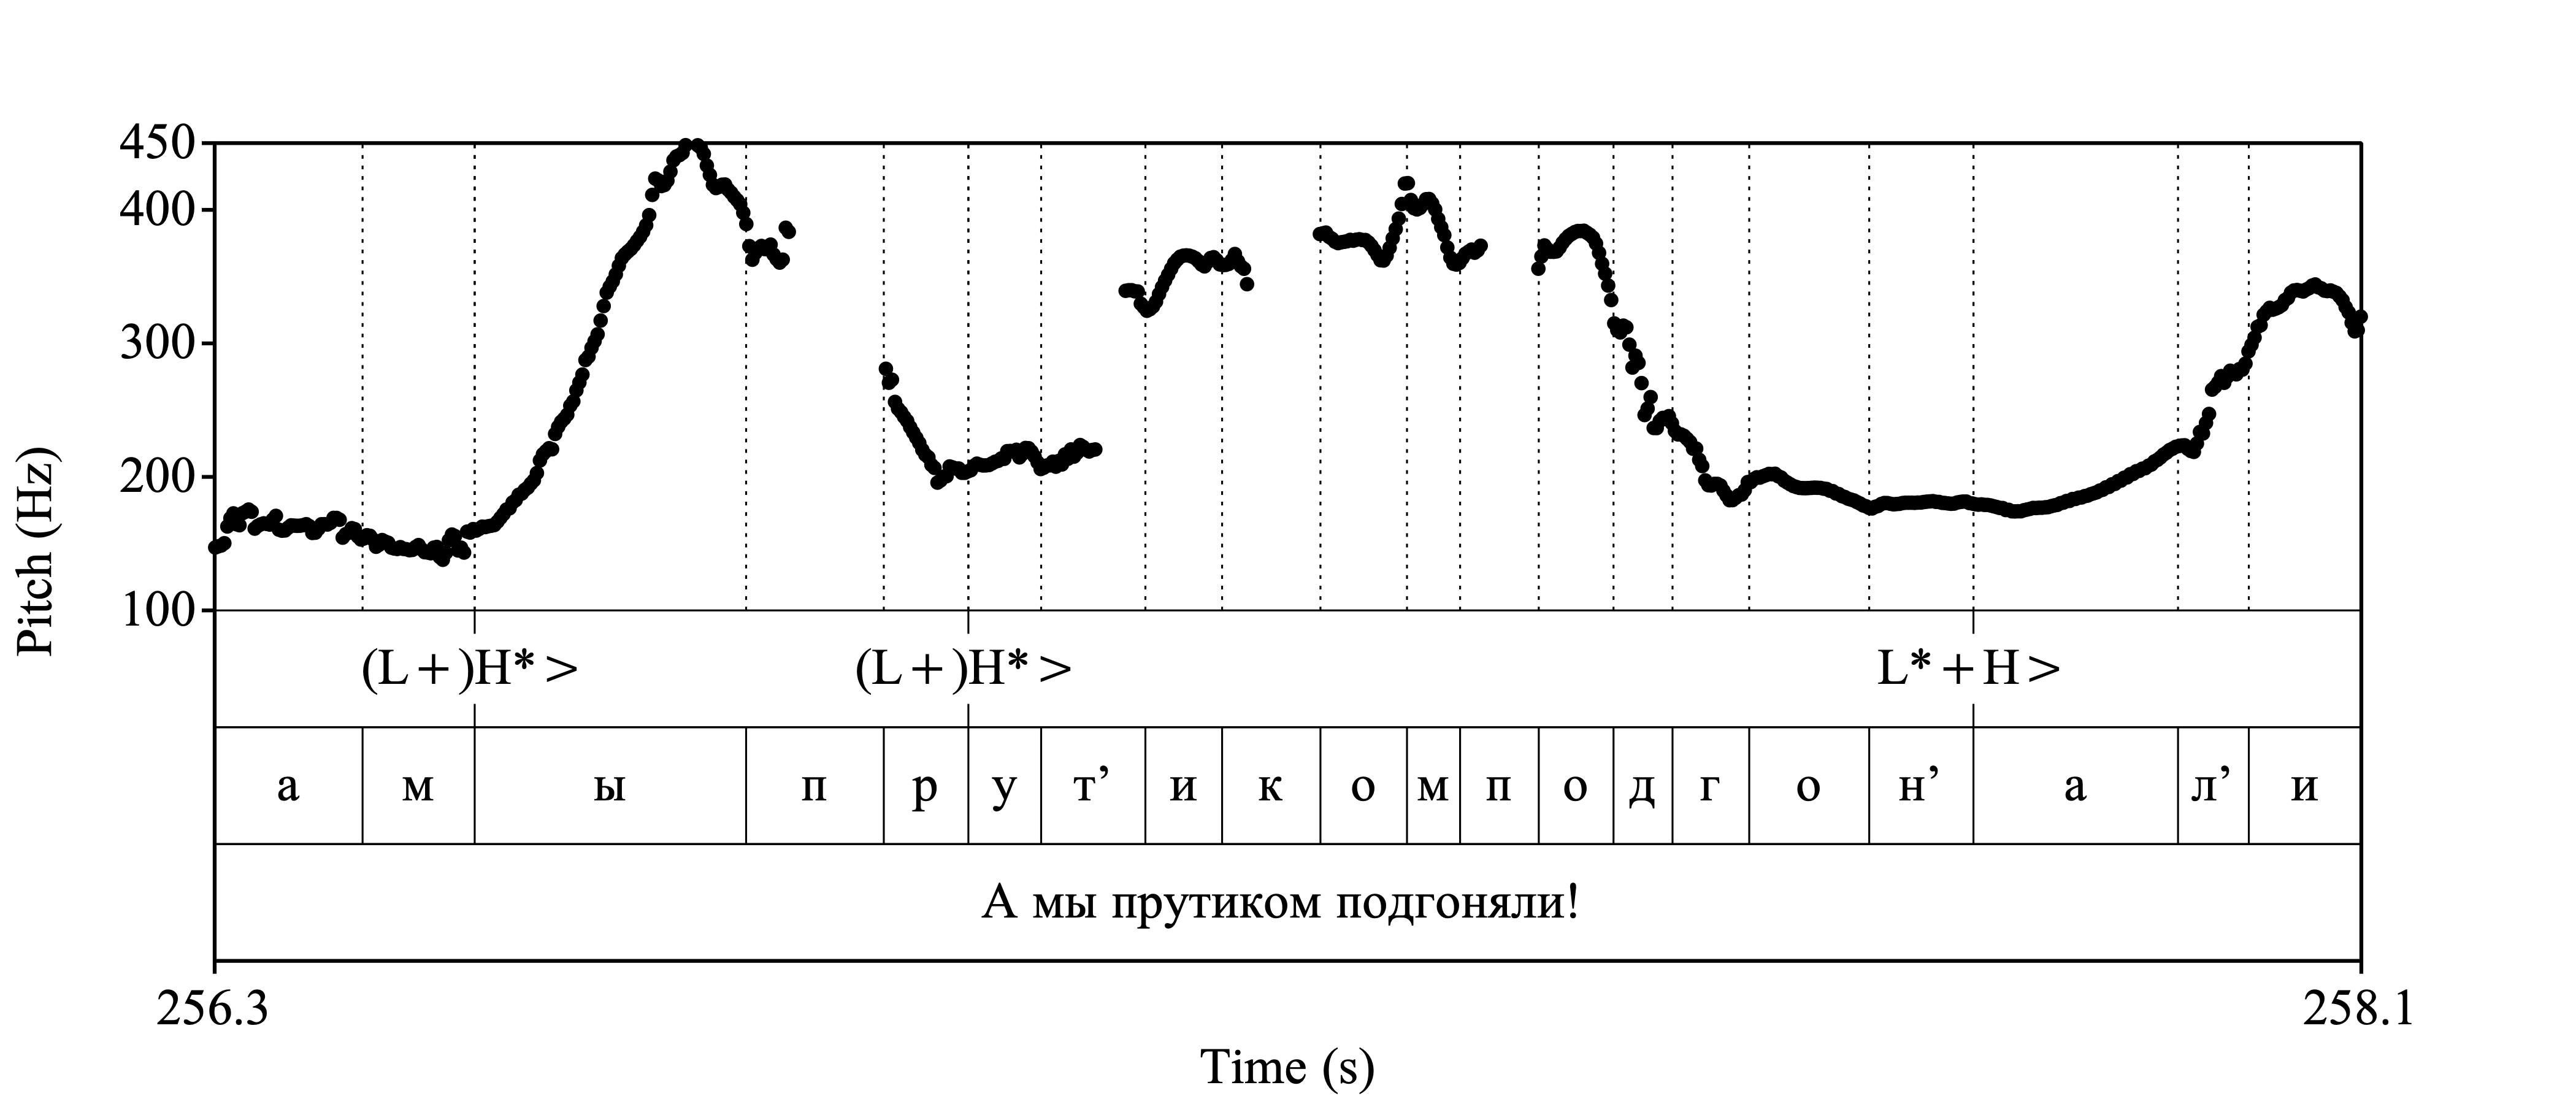 Pitch (Hz)
450
400
300
200
100
(L+)H*> (L+)H*> L*+H>
а м ы п р у т’ и к о м п о д г о н’ а л’ и
А мы прутиком подгоняли!
256.3 258.1
Time (s)